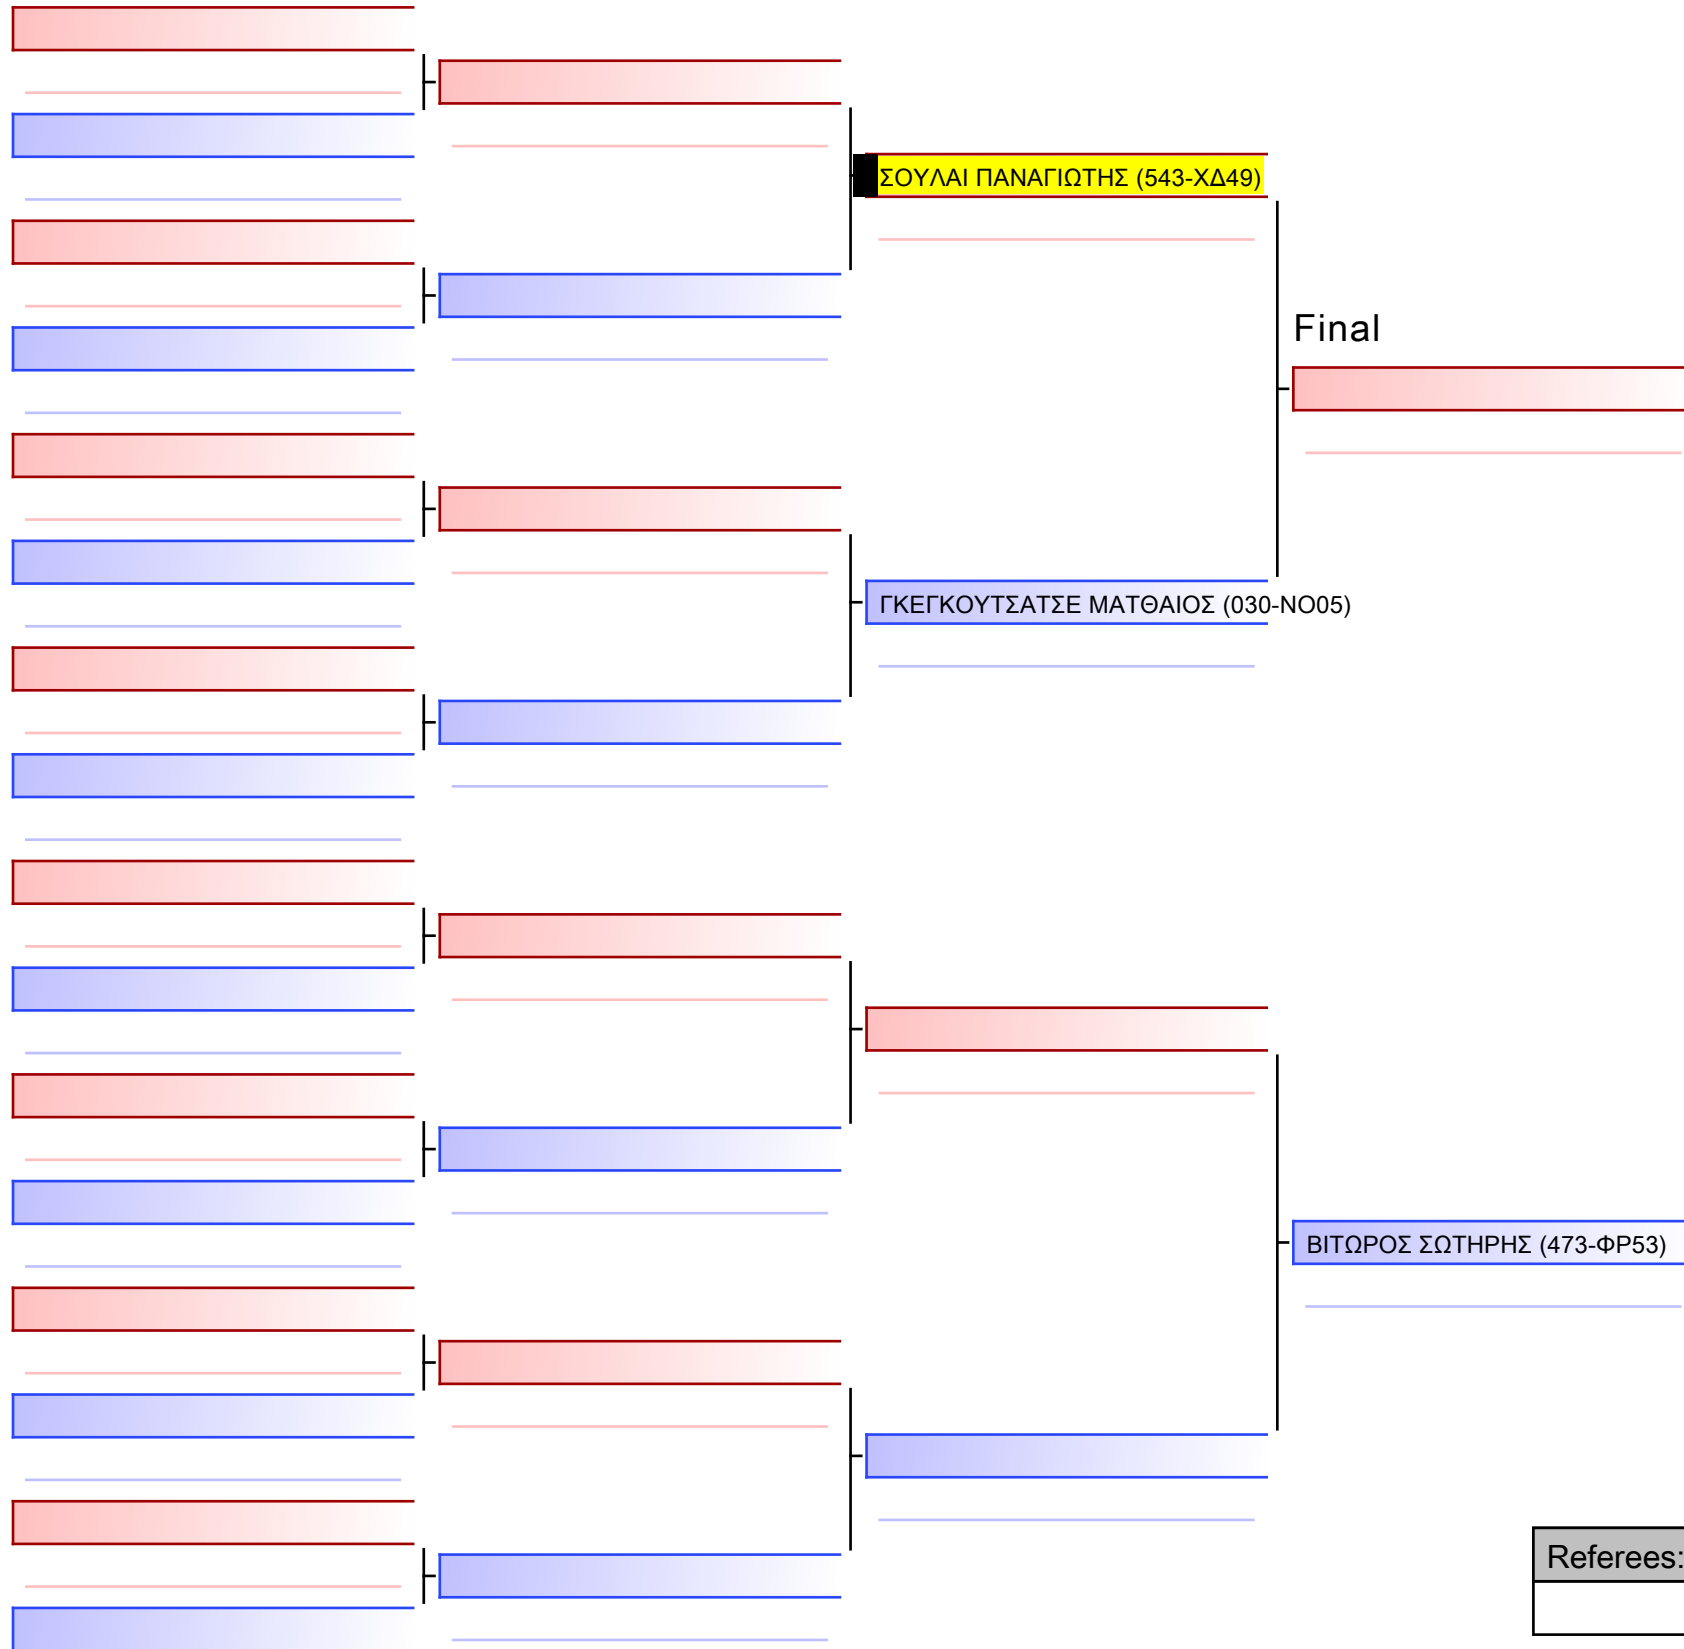 ΣΟΥΛΑΙ ΠΑΝΑΓΙΩΤΗΣ (543-ΧΔ49)
Final
ΓΚΕΓΚΟΥΤΣΑΤΣΕ ΜΑΤΘΑΙΟΣ (030-ΝΟ05)
ΒΙΤΩΡΟΣ ΣΩΤΗΡΗΣ (473-ΦΡ53)
Referees: